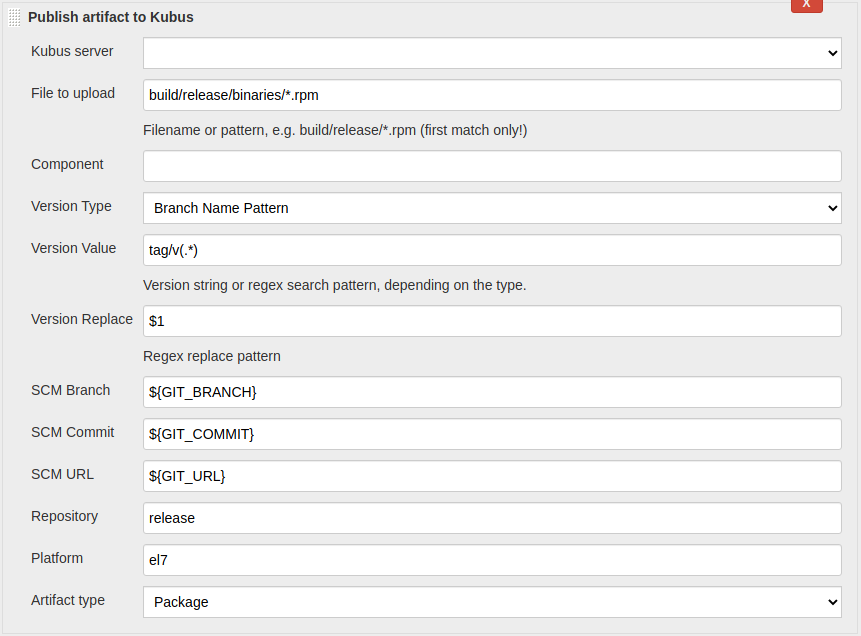 Publish artifact to Kubus
X
Kubus server
File to upload
build/release/binaries/*.rpm
Filename or pattern, e.g. build/release/*.rpm (first match only!)
Component
Version Type
Branch Name Pattern
Version Value
tag/v(.*)
Version string or regex search pattern, depending on the type.
Version Replace
$1
Regex replace pattern
SCM Branch
${GIT_BRANCH}
SCM Commit
${GIT_COMMIT}
SCM URL
${GIT_URL}
Repository
release
Platform
el7
Artifact type
Package